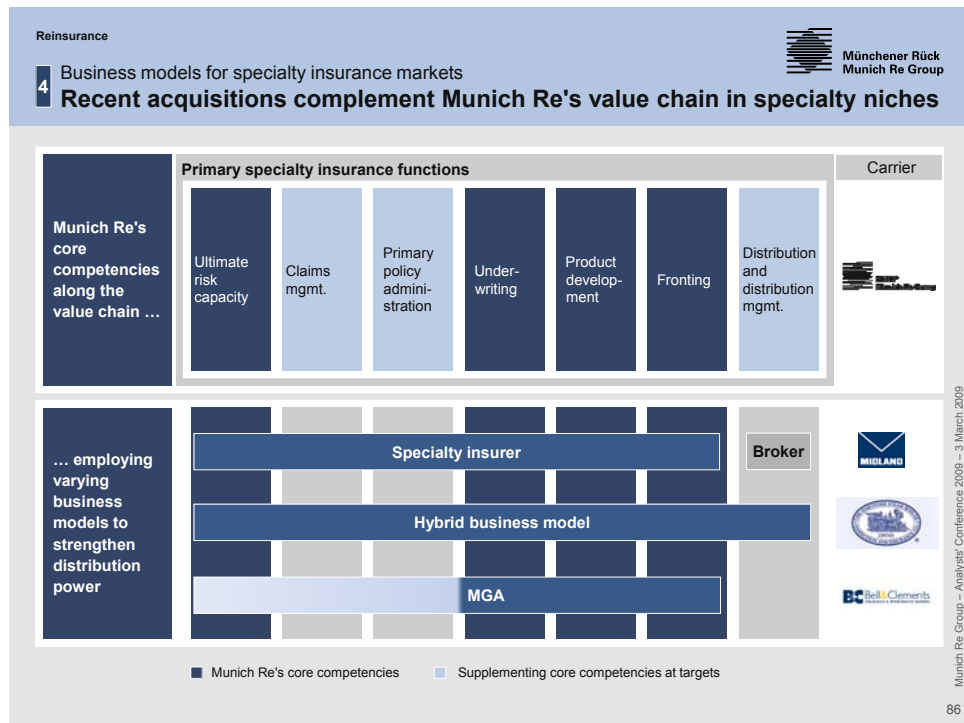 Reinsurance
Münchener Rück
Munich Re Group
4
Business models for specialty insurance markets
Recent acquisitions complement Munich Re's value chain in specialty niches
Munich Re's
core
competencies
along the
value chain …
Primary specialty insurance functions
Carrier
Ultimate
risk
capacity
Claims
mgmt.
Primary
policy
admini-
stration
Under-
writing
Product
develop-
ment
Fronting
Distribution
and
distribution
mgmt.
… employing
varying
business
models to
strengthen
distribution
power
Specialty insurer
Broker
MIDLAND
Hybrid business model
MGA
Bell&Clements
Munich Re's core competencies
Supplementing core competencies at targets
Munich Re Group – Analysts' Conference 2009 – 3 March 2009
86